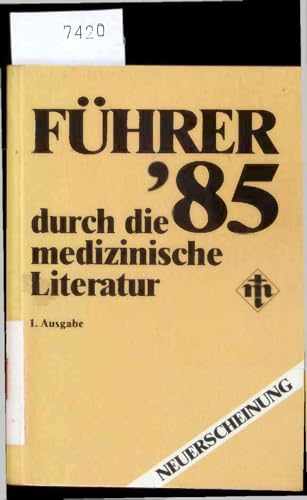 7420
FÜHRER
'85
durch die
medizinische
Literatur
1. Ausgabe
NEUERSCHEINUNG